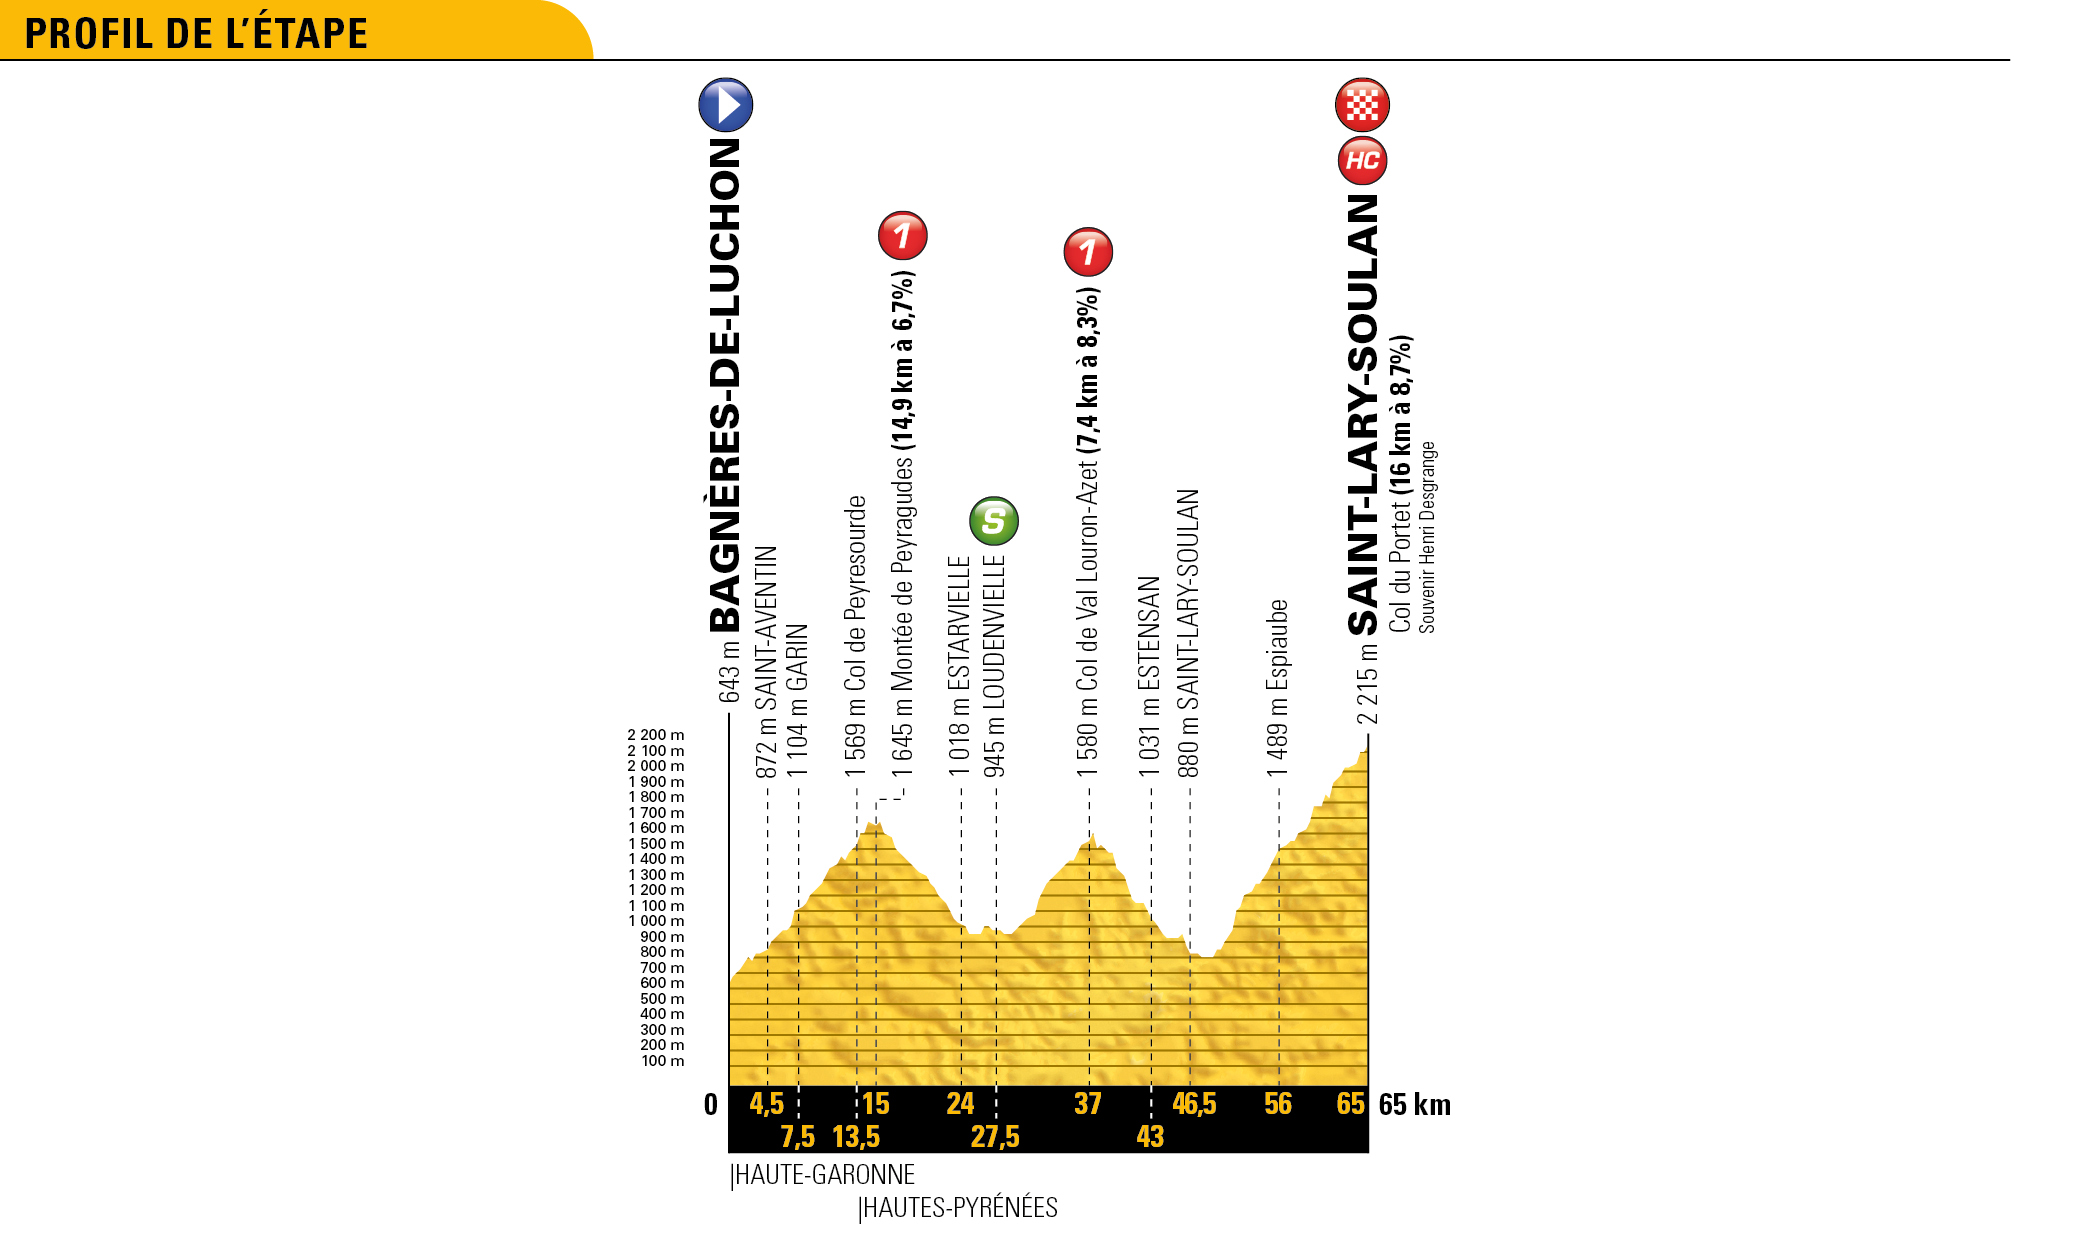 PROFIL DE L'ÉTAPE
643 m BAGNÈRES-DE-LUCHON
872 m SAINT-AVENTIN
1 104 m GARIN
1 569 m Col de Peyresourde
1
1 645 m Montée de Peyragudes (14,9 km à 6,7%)
1 018 m ESTARVIELLE
S
945 m LOUDENVIELLE
1
1 580 m Col de Val Louron-Azet (7,4 km à 8,3%)
1 031 m ESTENSAN
880 m SAINT-LARY-SOULAN
1 489 m Espiaube
HC
2 215 m SAINT-LARY-SOULAN
Col du Portet (16 km à 8,7%)
Souvenir Henri Desgrange
2 200 m
2 100 m
2 000 m
1 900 m
1 800 m
1 700 m
1 600 m
1 500 m
1 400 m
1 300 m
1 200 m
1 100 m
1 000 m
900 m
800 m
700 m
600 m
500 m
400 m
300 m
200 m
100 m
0 4,5 15 24 37 46,5 56 65 65 km
7,5 13,5 27,5 43
|HAUTE-GARONNE
|HAUTES-PYRÉNÉES